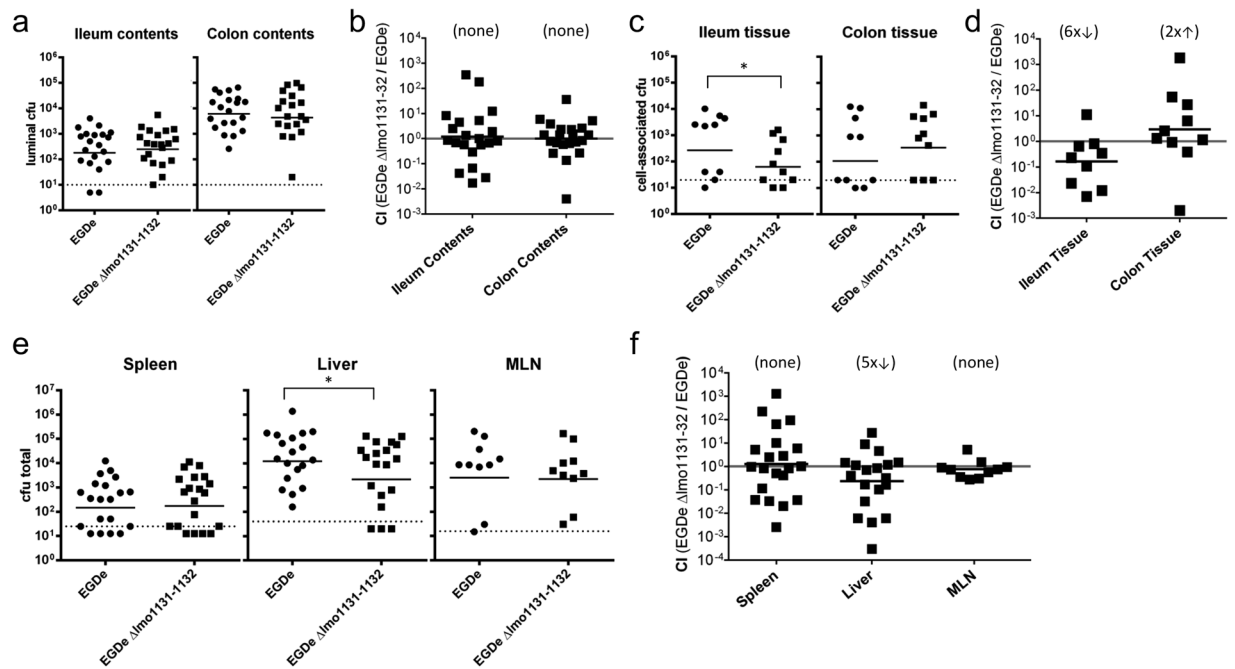 a
Ileum contents
Colon contents
luminal cfu
10⁶
10⁵
10⁴
10³
10²
10¹
10⁰
EGDe
EGDe Δlmo1131-1132
EGDe
EGDe Δlmo1131-1132
b
(none)
(none)
CI (EGDe Δlmo1131-32 / EGDe)
10⁴
10³
10²
10¹
10⁰
10⁻¹
10⁻²
10⁻³
Ileum Contents
Colon Contents
c
Ileum tissue
Colon tissue
cell-associated cfu
10⁶
10⁵
10⁴
10³
10²
10¹
10⁰
*
EGDe
EGDe Δlmo1131-1132
EGDe
EGDe Δlmo1131-1132
d
(6x↓)
(2x↑)
CI (EGDe Δlmo1131-32 / EGDe)
10⁴
10³
10²
10¹
10⁰
10⁻¹
10⁻²
10⁻³
Ileum Tissue
Colon Tissue
e
Spleen
Liver
MLN
cfu total
10⁷
10⁶
10⁵
10⁴
10³
10²
10¹
10⁰
*
EGDe
EGDe Δlmo1131-1132
EGDe
EGDe Δlmo1131-1132
EGDe
EGDe Δlmo1131-1132
f
(none)
(5x↓)
(none)
CI (EGDe Δlmo1131-32 / EGDe)
10⁴
10³
10²
10¹
10⁰
10⁻¹
10⁻²
10⁻³
10⁻⁴
Spleen
Liver
MLN